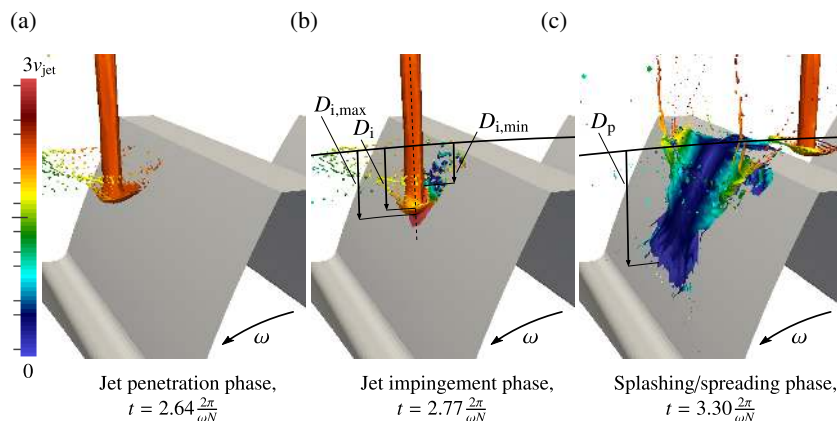 (a)
(b)
(c)
3v_jet
0
D_i,max
D_i
D_i,min
D_p
ω
ω
ω
Jet penetration phase,
t = 2.64 2π/ωN
Jet impingement phase,
t = 2.77 2π/ωN
Splashing/spreading phase,
t = 3.30 2π/ωN